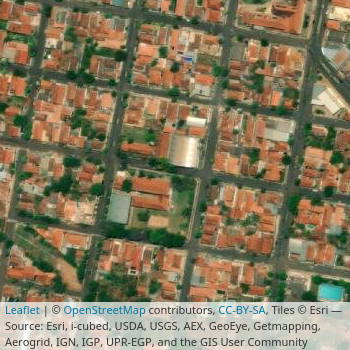 Leaflet | © OpenStreetMap contributors, CC-BY-SA, Tiles © Esri —
Source: Esri, i-cubed, USDA, USGS, AEX, GeoEye, Getmapping,
Aerogrid, IGN, IGP, UPR-EGP, and the GIS User Community